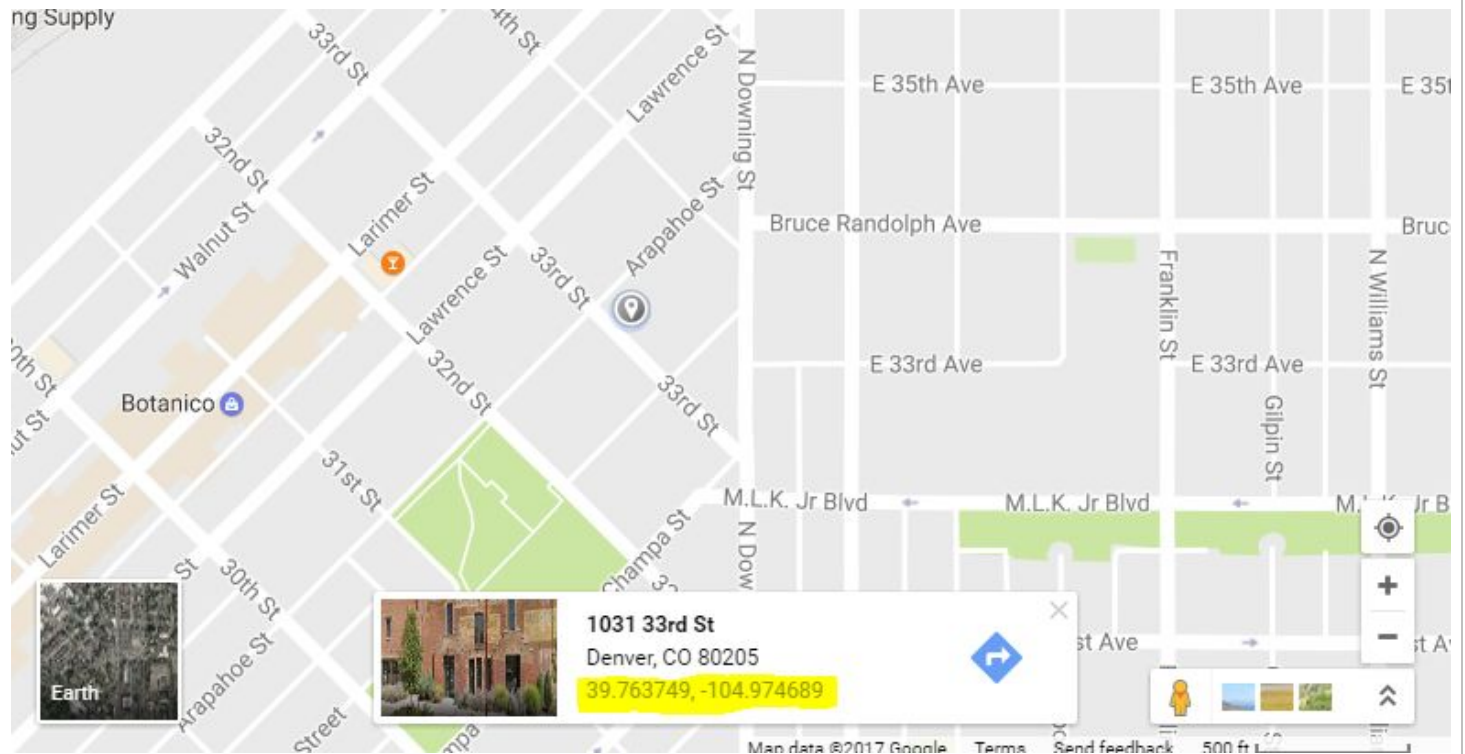 ng Supply
33rd St
4th St
Lawrence St
N Downing St
E 35th Ave
E 35th Ave
32nd St
Larimer St
Walnut St
Arapahoe St
Bruce Randolph Ave
Lawrence St
33rd St
Franklin St
N Williams St
32nd St
E 33rd Ave
E 33rd Ave
33rd St
Botanico
Gilpin St
31st St
M.L.K. Jr Blvd
M.L.K. Jr Blvd
Larimer St
Champa St
N Dow
St
30th St
Arapahoe St
Street
Earth
1031 33rd St
Denver, CO 80205
39.763749, -104.974689
st Ave
Map data ©2017 Google Terms Send feedback 500 ft